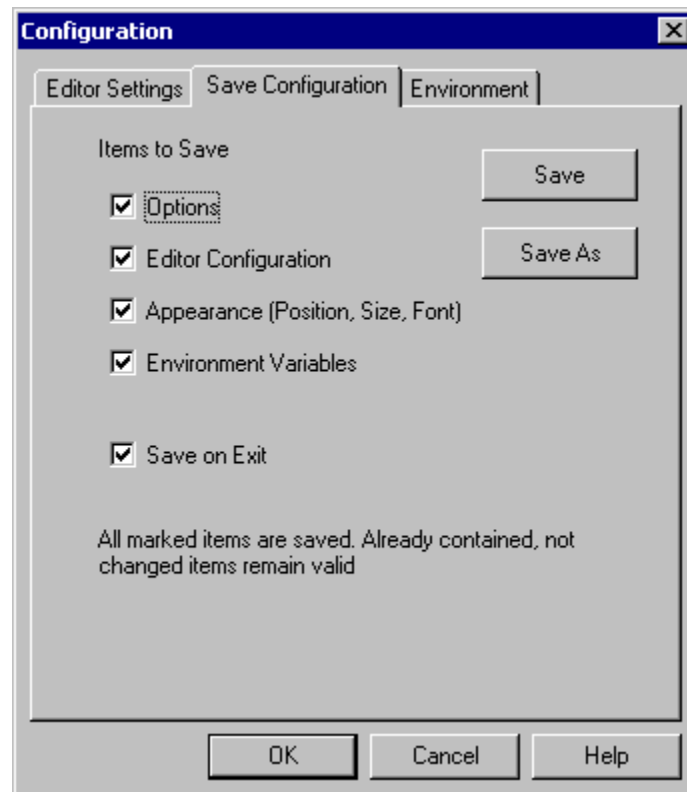 Configuration
Editor Settings Save Configuration Environment
Items to Save
Save
Options
Save As
Editor Configuration
Appearance (Position, Size, Font)
Environment Variables
Save on Exit
All marked items are saved. Already contained, not
changed items remain valid
OK Cancel Help